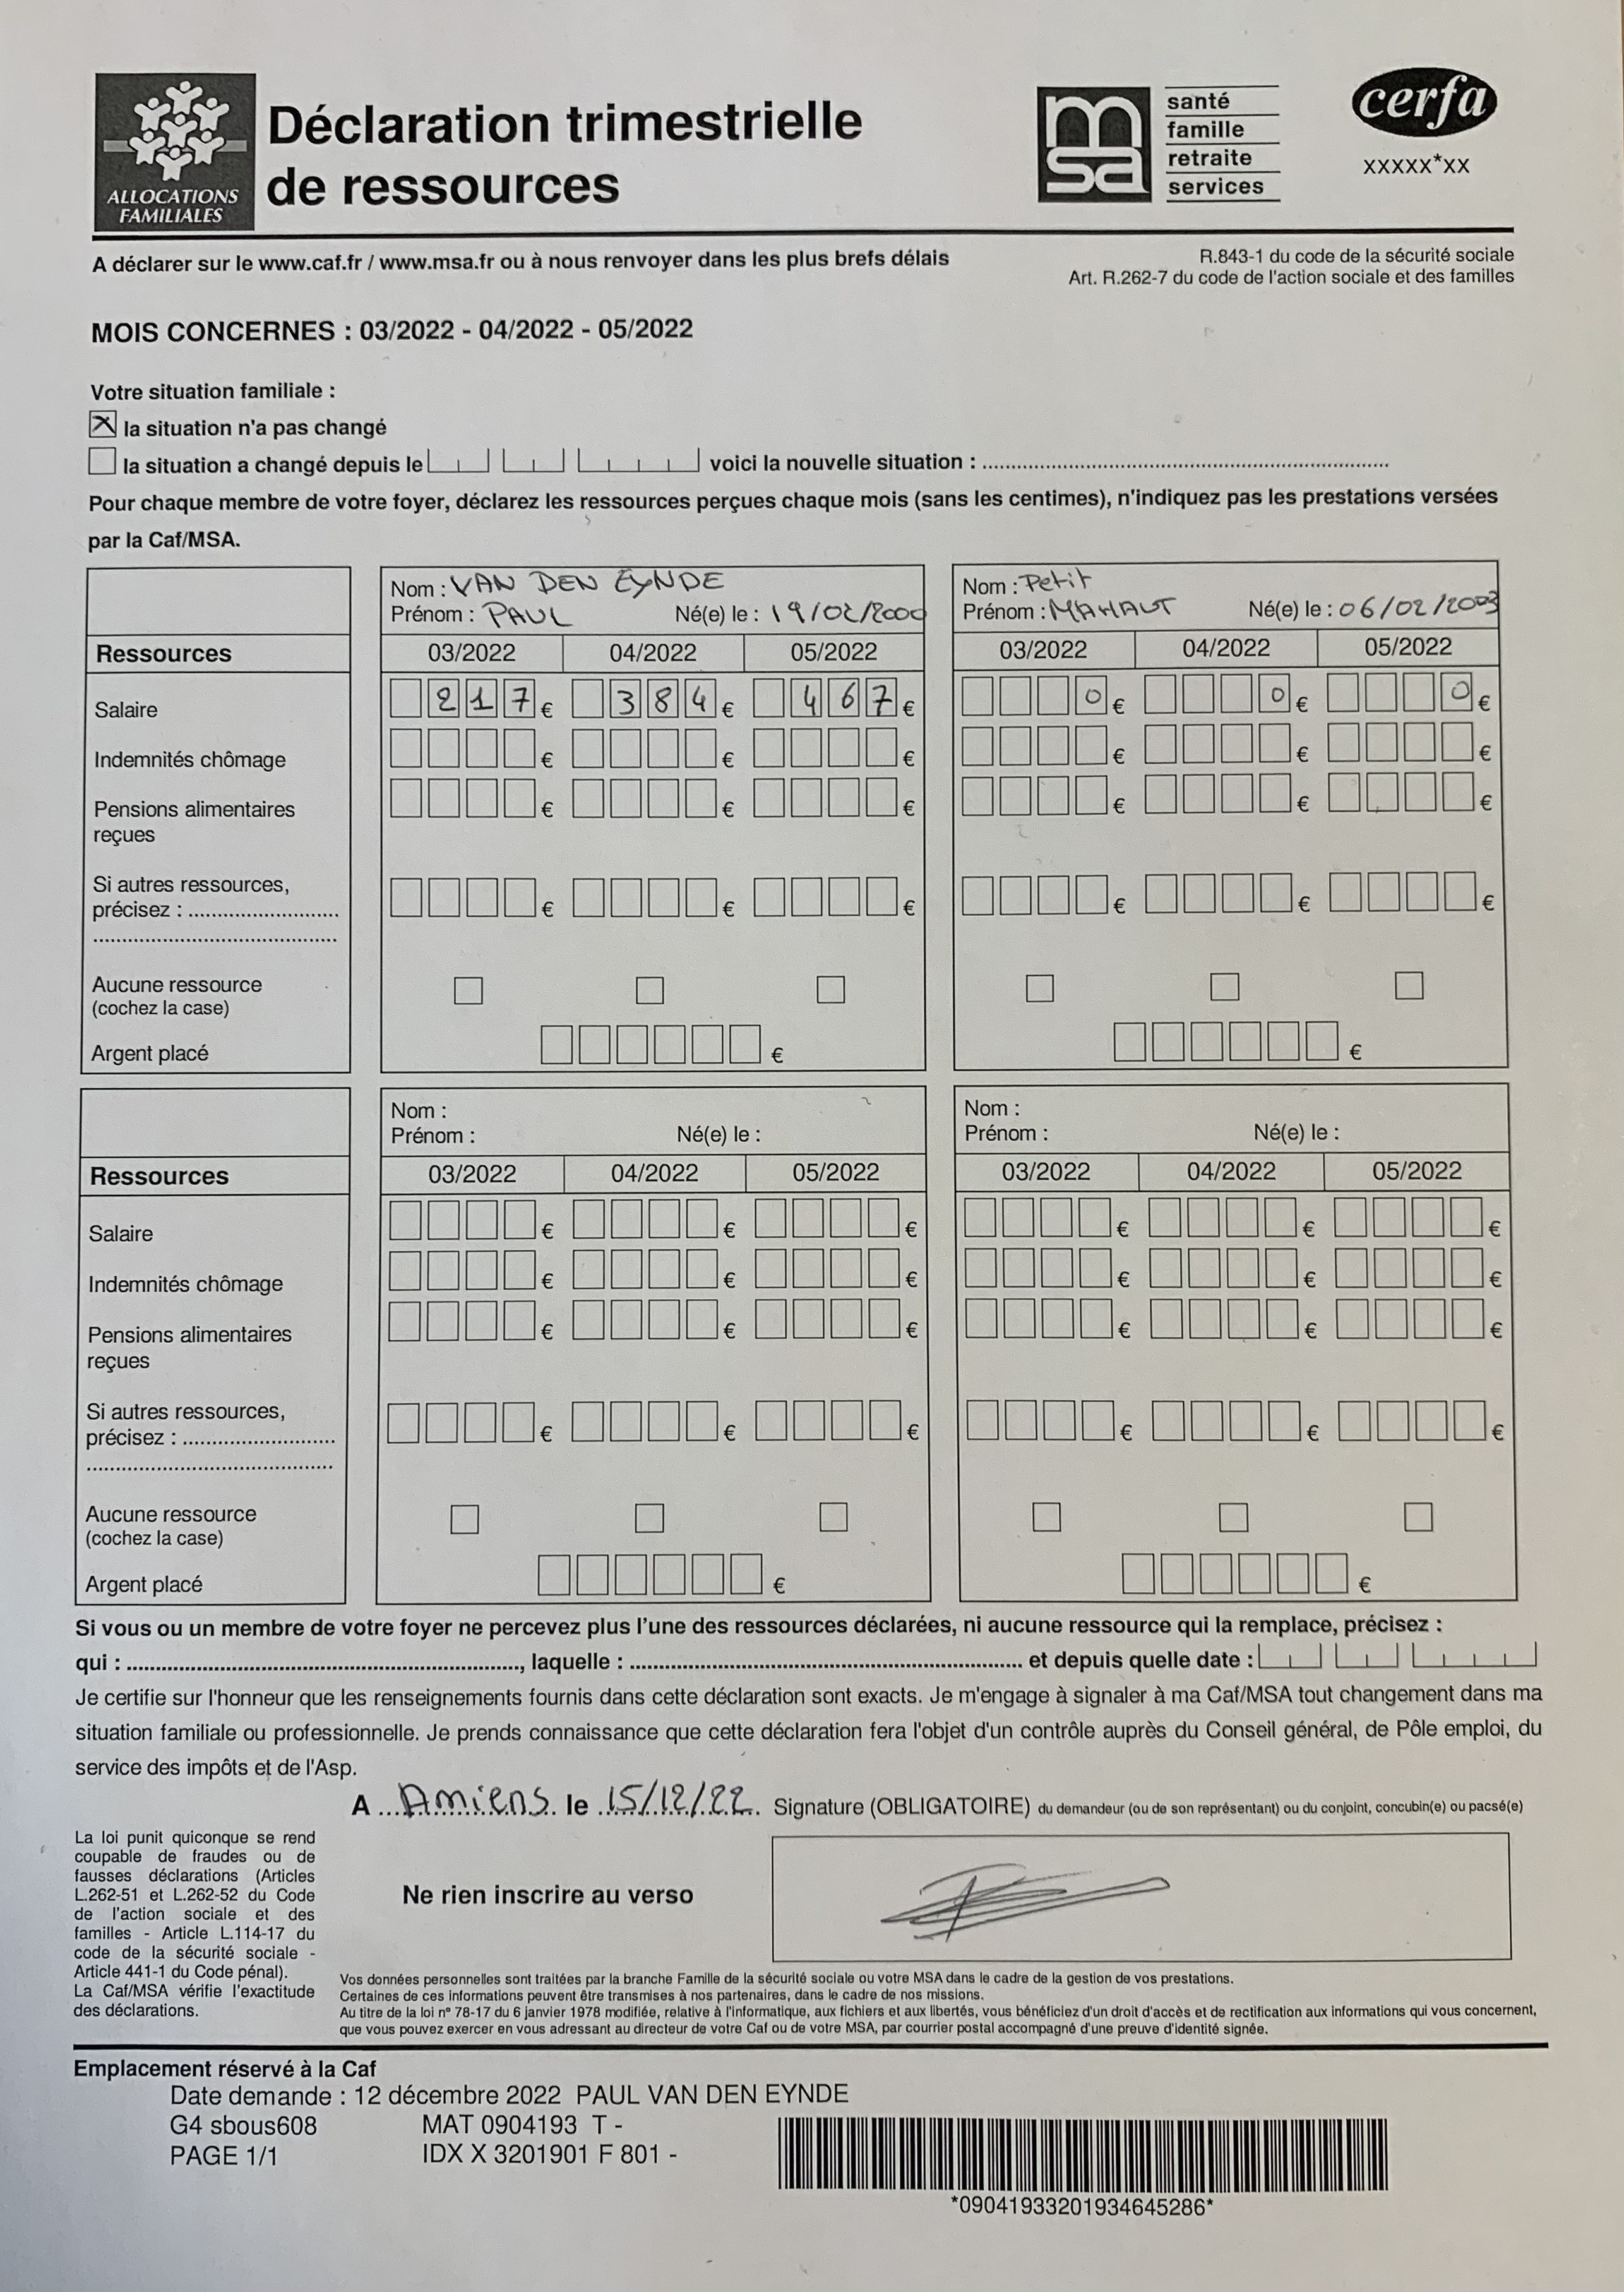 ALLOCATIONS
FAMILIALES
Déclaration trimestrielle
de ressources
msa
santé
famille
retraite
services
cerfa
XXXXX*XX
A déclarer sur le www.caf.fr / www.msa.fr ou à nous renvoyer dans les plus brefs délais
R.843-1 du code de la sécurité sociale
Art. R.262-7 du code de l'action sociale et des familles
MOIS CONCERNES : 03/2022 - 04/2022 - 05/2022
Votre situation familiale :
la situation n'a pas changé
la situation a changé depuis le voici la nouvelle situation :
Pour chaque membre de votre foyer, déclarez les ressources perçues chaque mois (sans les centimes), n'indiquez pas les prestations versées
par la Caf/MSA.
Nom : VAN DEN EYNDE
Prénom : PAUL Né(e) le : 19/02/2000
Nom : Petit
Prénom : MAHAUT Né(e) le : 06/02/2003
Ressources 03/2022 04/2022 05/2022 03/2022 04/2022 05/2022
Salaire 217 € 384 € 467 € 0 € 0 € 0 €
Indemnités chômage € € € € € €
Pensions alimentaires € € € € € €
reçues
Si autres ressources,
précisez : € € € € € €
Aucune ressource
(cochez la case)
Argent placé € €
Nom :
Prénom : Né(e) le :
Nom :
Prénom : Né(e) le :
Ressources 03/2022 04/2022 05/2022 03/2022 04/2022 05/2022
Salaire € € € € € €
Indemnités chômage € € € € € €
Pensions alimentaires € € € € € €
reçues
Si autres ressources,
précisez : € € € € € €
Aucune ressource
(cochez la case)
Argent placé € €
Si vous ou un membre de votre foyer ne percevez plus l'une des ressources déclarées, ni aucune ressource qui la remplace, précisez :
qui : , laquelle : et depuis quelle date :
Je certifie sur l'honneur que les renseignements fournis dans cette déclaration sont exacts. Je m'engage à signaler à ma Caf/MSA tout changement dans ma
situation familiale ou professionnelle. Je prends connaissance que cette déclaration fera l'objet d'un contrôle auprès du Conseil général, de Pôle emploi, du
service des impôts et de l'Asp.
A Amiens le 15/12/22 Signature (OBLIGATOIRE) du demandeur (ou de son représentant) ou du conjoint, concubin(e) ou pacsé(e)
La loi punit quiconque se rend
coupable de fraudes ou de
fausses déclarations (Articles
L.262-51 et L.262-52 du Code
de l'action sociale et des
familles - Article L.114-17 du
code de la sécurité sociale -
Article 441-1 du Code pénal).
La Caf/MSA vérifie l'exactitude
des déclarations.
Ne rien inscrire au verso
Vos données personnelles sont traitées par la branche Famille de la sécurité sociale ou votre MSA dans le cadre de la gestion de vos prestations.
Certaines de ces informations peuvent être transmises à nos partenaires, dans le cadre de nos missions.
Au titre de la loi n° 78-17 du 6 janvier 1978 modifiée, relative à l'informatique, aux fichiers et aux libertés, vous bénéficiez d'un droit d'accès et de rectification aux informations qui vous concernent,
que vous pouvez exercer en vous adressant au directeur de votre Caf ou de votre MSA, par courrier postal accompagné d'une preuve d'identité signée.
Emplacement réservé à la Caf
Date demande : 12 décembre 2022 PAUL VAN DEN EYNDE
G4 sbous608 MAT 0904193 T -
PAGE 1/1 IDX X 3201901 F 801 -
*09041933201934645286*